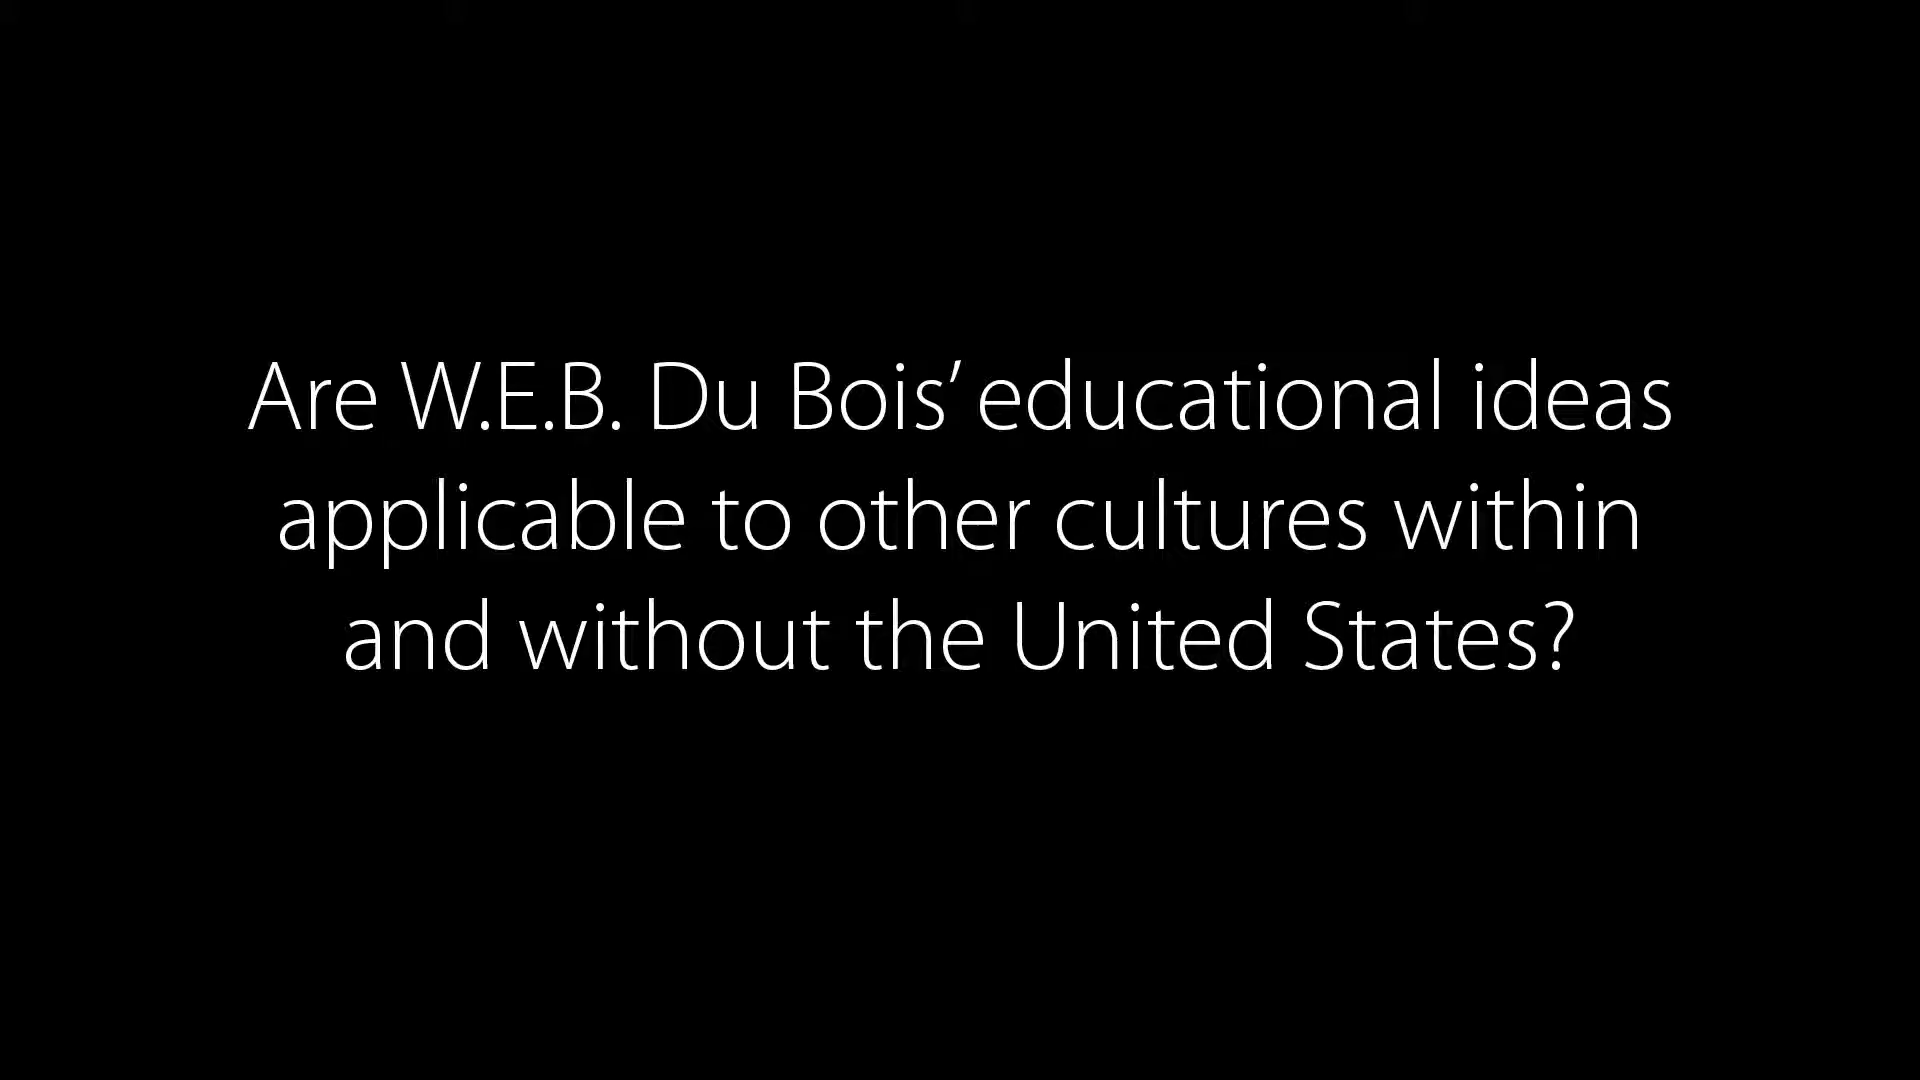 Are W.E.B. Du Bois’ educational ideas
applicable to other cultures within
and without the United States?